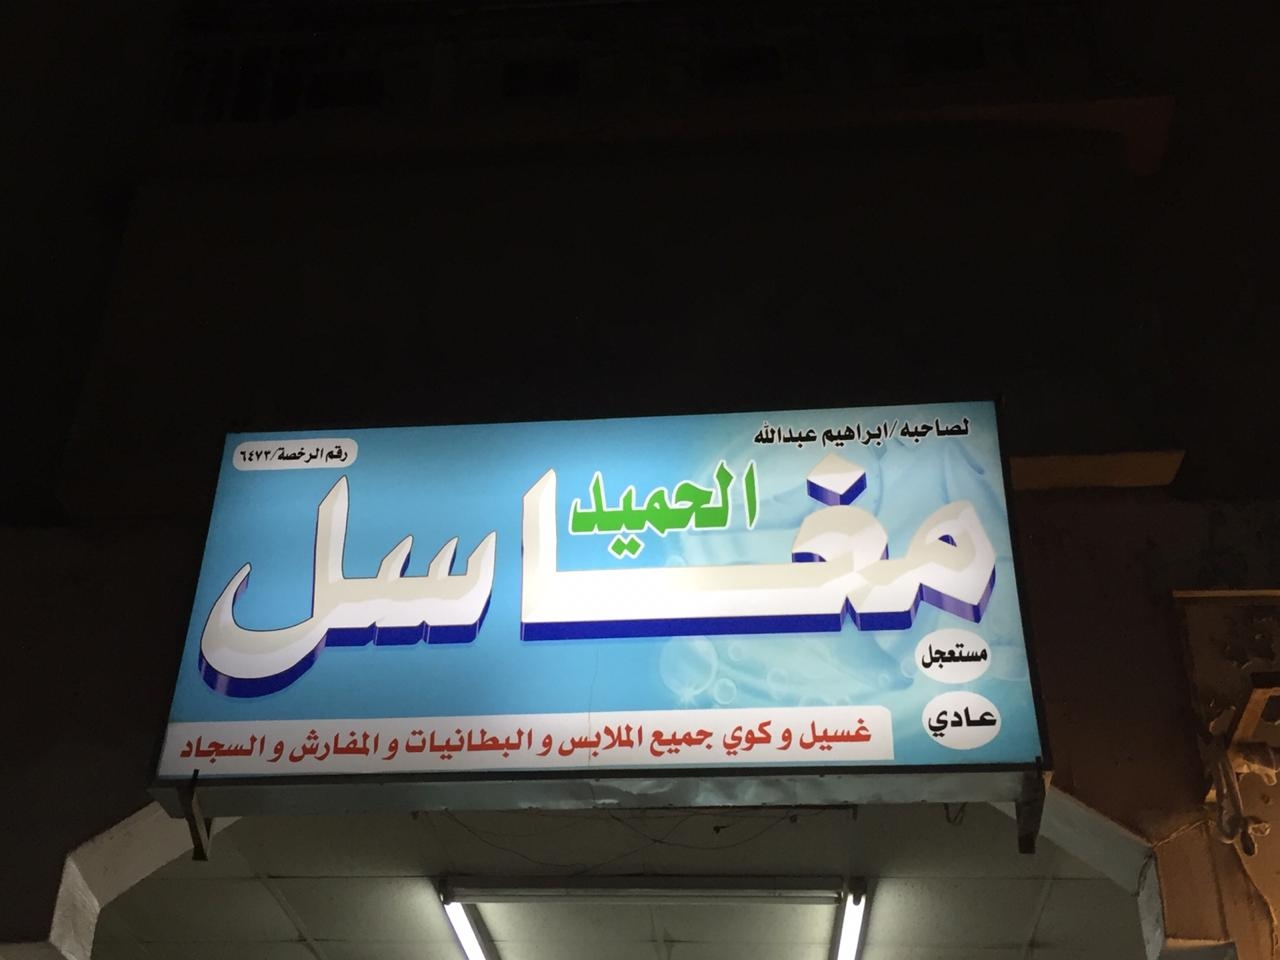 لصاحبه/ابراهيم عبدالله
رقم الرخصة/٦٤٧٣
مغاسل
الحميد
مستعجل
عادي
غسيل و كوي جميع الملابس و البطانيات و المفارش و السجاد